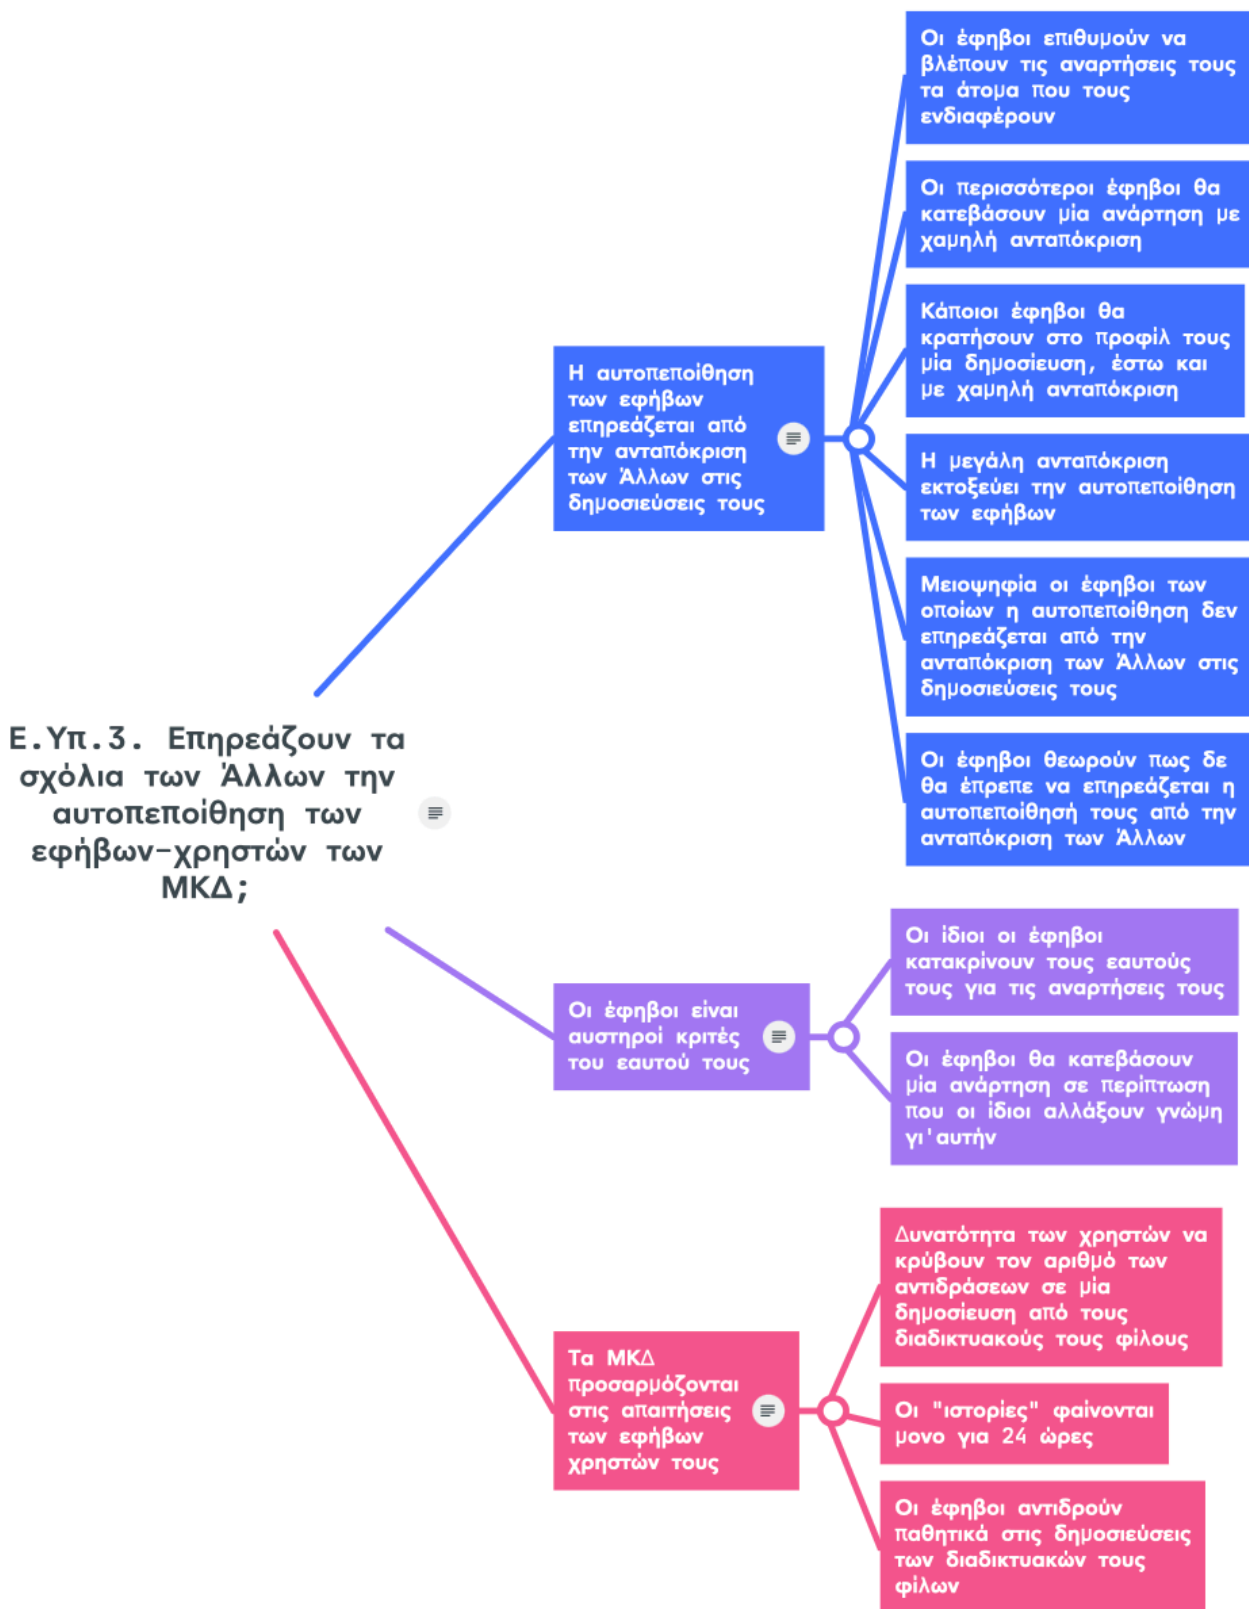 Ε.Υπ.3. Επηρεάζουν τα
σχόλια των Άλλων την
αυτοπεποίθηση των
εφήβων-χρηστών των
ΜΚΔ;
Η αυτοπεποίθηση
των εφήβων
επηρεάζεται από
την ανταπόκριση
των Άλλων στις
δημοσιεύσεις τους
Οι έφηβοι επιθυμούν να
βλέπουν τις αναρτήσεις τους
τα άτομα που τους
ενδιαφέρουν
Οι περισσότεροι έφηβοι θα
κατεβάσουν μία ανάρτηση με
χαμηλή ανταπόκριση
Κάποιοι έφηβοι θα
κρατήσουν στο προφίλ τους
μία δημοσίευση, έστω και
με χαμηλή ανταπόκριση
Η μεγάλη ανταπόκριση
εκτοξεύει την αυτοπεποίθηση
των εφήβων
Μειοψηφία οι έφηβοι των
οποίων η αυτοπεποίθηση δεν
επηρεάζεται από την
ανταπόκριση των Άλλων στις
δημοσιεύσεις τους
Οι έφηβοι θεωρούν πως δε
θα έπρεπε να επηρεάζεται η
αυτοπεποίθησή τους από την
ανταπόκριση των Άλλων
Οι έφηβοι είναι
αυστηροί κριτές
του εαυτού τους
Οι ίδιοι οι έφηβοι
κατακρίνουν τους εαυτούς
τους για τις αναρτήσεις τους
Οι έφηβοι θα κατεβάσουν
μία ανάρτηση σε περίπτωση
που οι ίδιοι αλλάξουν γνώμη
γι'αυτήν
Τα ΜΚΔ
προσαρμόζονται
στις απαιτήσεις
των εφήβων
χρηστών τους
Δυνατότητα των χρηστών να
κρύβουν τον αριθμό των
αντιδράσεων σε μία
δημοσίευση από τους
διαδικτυακούς τους φίλους
Οι "ιστορίες" φαίνονται
μονο για 24 ώρες
Οι έφηβοι αντιδρούν
παθητικά στις δημοσιεύσεις
των διαδικτυακών τους
φίλων